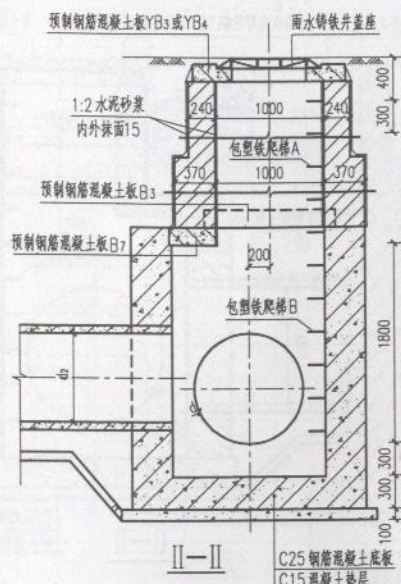 预制钢筋混凝土板YB₃或YB₄
雨水铸铁井盖座
400
1:2水泥砂浆
内外抹面15
240
1000
240
300
包塑铁爬梯A
370
1000
370
预制钢筋混凝土板B₃
预制钢筋混凝土板B₇
200
包塑铁爬梯B
1800
d₂
d
300
300
100
II—II
C25钢筋混凝土底板
C15混凝土垫层